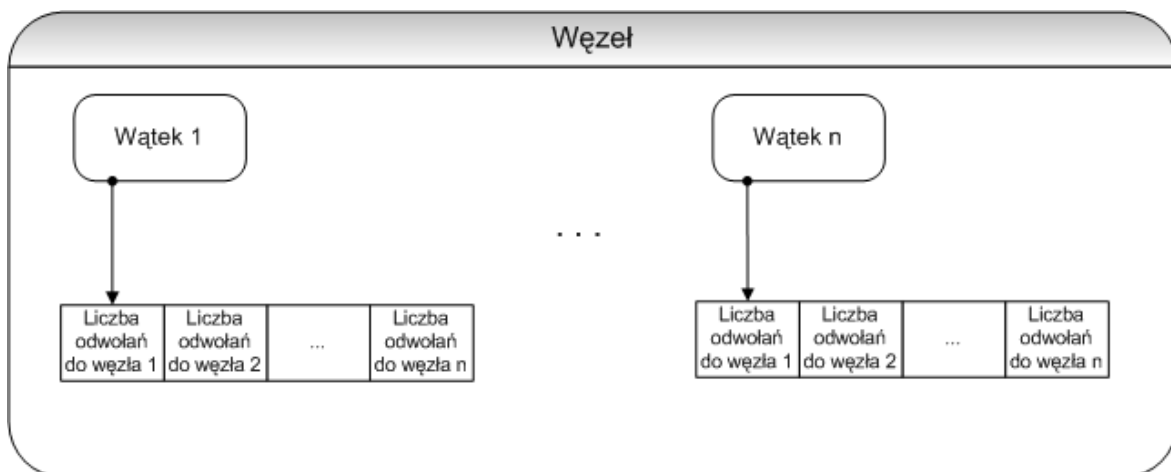 Węzeł
Wątek 1
Wątek n
. . .
Liczba
odwołań
do węzła 1
Liczba
odwołań
do węzła 2
...
Liczba
odwołań
do węzła n
Liczba
odwołań
do węzła 1
Liczba
odwołań
do węzła 2
...
Liczba
odwołań
do węzła n